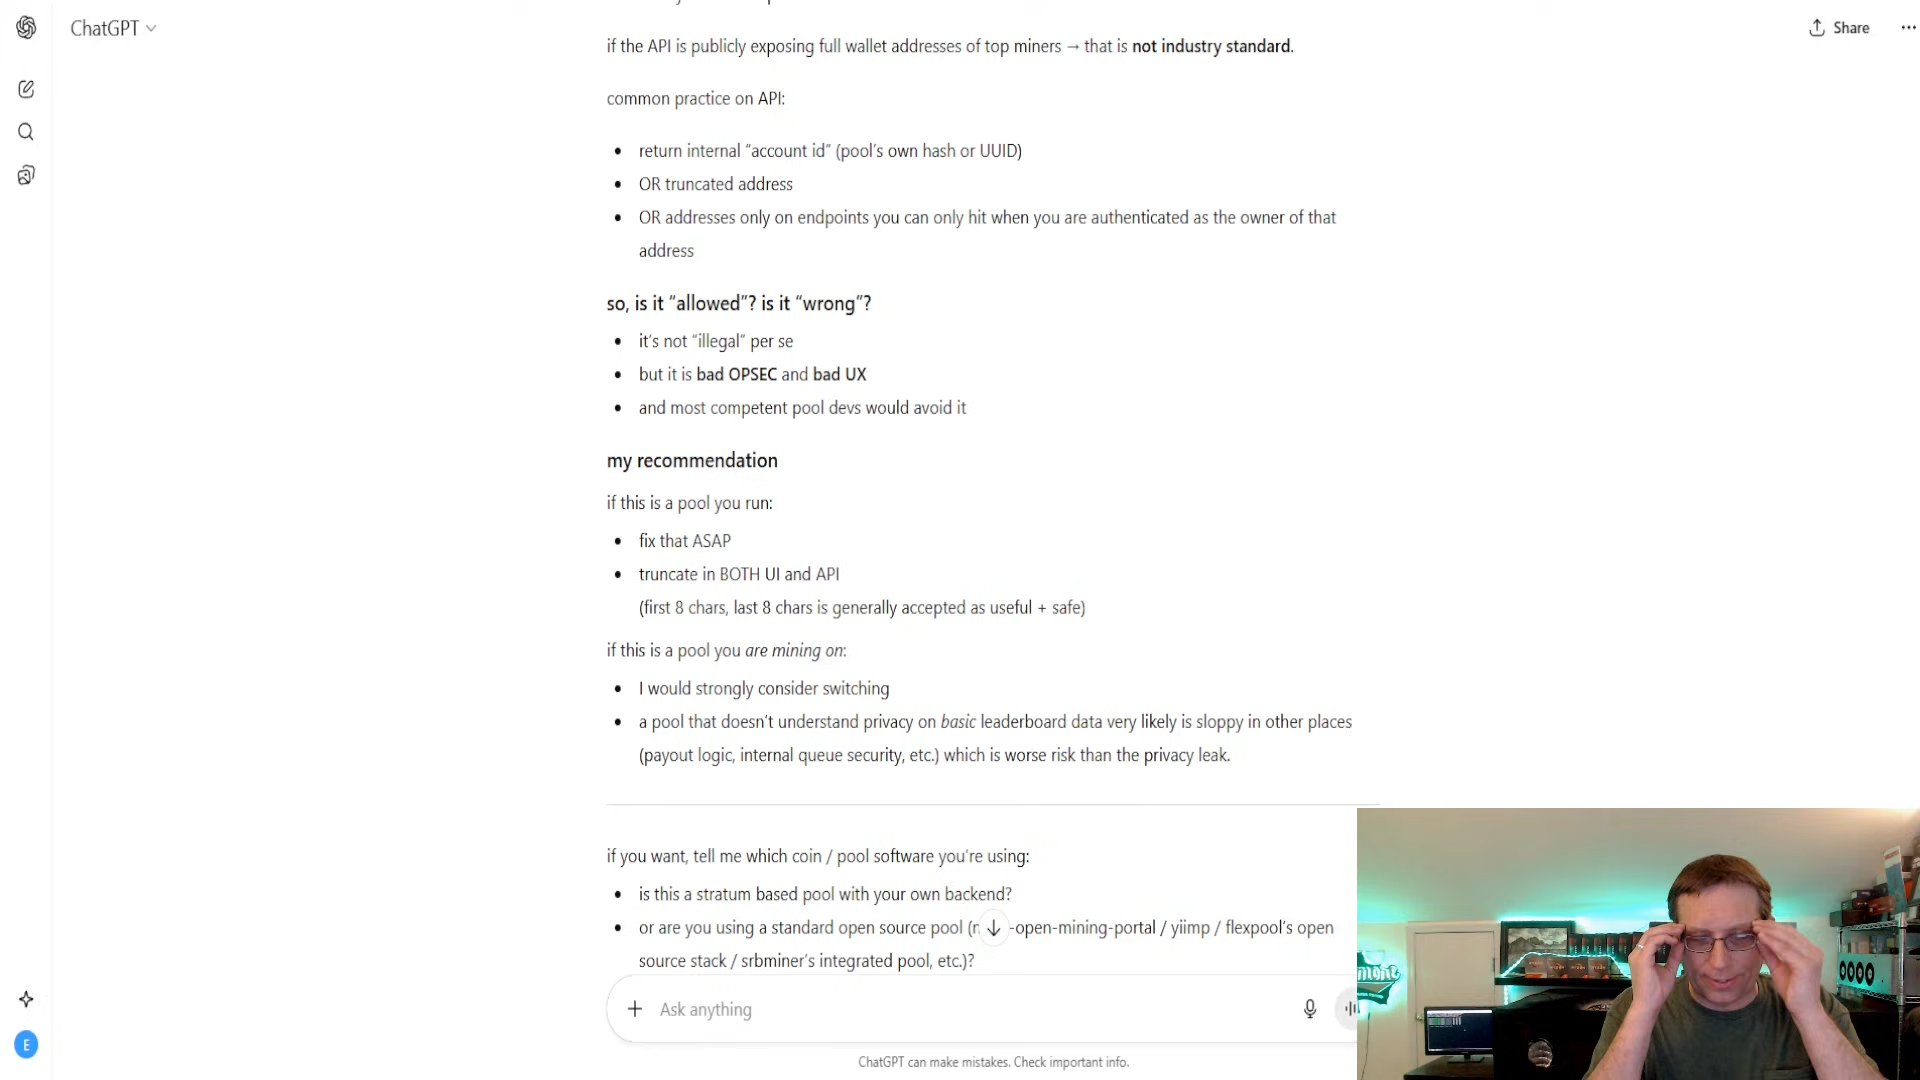 ChatGPT
Share
if the API is publicly exposing full wallet addresses of top miners → that is not industry standard.
common practice on API:
return internal “account id” (pool’s own hash or UUID)
OR truncated address
OR addresses only on endpoints you can only hit when you are authenticated as the owner of that
address
so, is it “allowed”? is it “wrong”?
it’s not “illegal” per se
but it is bad OPSEC and bad UX
and most competent pool devs would avoid it
my recommendation
if this is a pool you run:
fix that ASAP
truncate in BOTH UI and API
(first 8 chars, last 8 chars is generally accepted as useful + safe)
if this is a pool you are mining on:
I would strongly consider switching
a pool that doesn’t understand privacy on basic leaderboard data very likely is sloppy in other places
(payout logic, internal queue security, etc.) which is worse risk than the privacy leak.
if you want, tell me which coin / pool software you’re using:
is this a stratum based pool with your own backend?
or are you using a standard open source pool ( -open-mining-portal / yiimp / flexpool’s open
source stack / srbminer’s integrated pool, etc.)?
Ask anything
E
ChatGPT can make mistakes. Check important info.